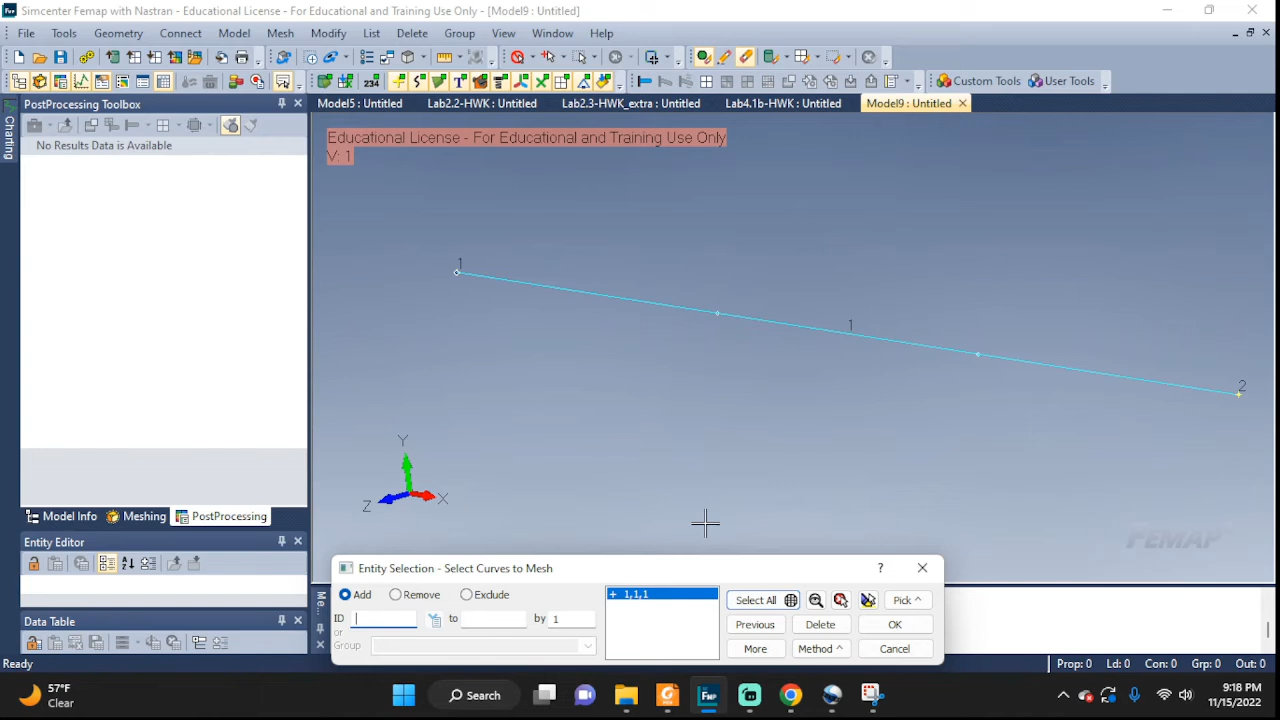 Simcenter Femap with Nastran - Educational License - For Educational and Training Use Only - [Model9 : Untitled]
File Tools Geometry Connect Model Mesh Modify List Delete Group View Window Help
234
Custom Tools User Tools
PostProcessing Toolbox
Model5 : Untitled Lab2.2-HWK : Untitled Lab2.3-HWK_extra : Untitled Lab4.1b-HWK : Untitled Model9 : Untitled
Charting
No Results Data is Available
Educational License - For Educational and Training Use Only
V: 1
1
1
2
Y
Z X
FEMAP
Model Info Meshing PostProcessing
Entity Editor
Data Table
Me...
Entity Selection - Select Curves to Mesh
Add Remove Exclude
+ 1,1,1
Select All Pick ^
ID to by 1
Previous Delete OK
or
Group
More Method ^ Cancel
Ready
Prop: 0 Ld: 0 Con: 0 Grp: 0 Out: 0
57°F
Clear
Search
FMP
9:16 PM
11/15/2022